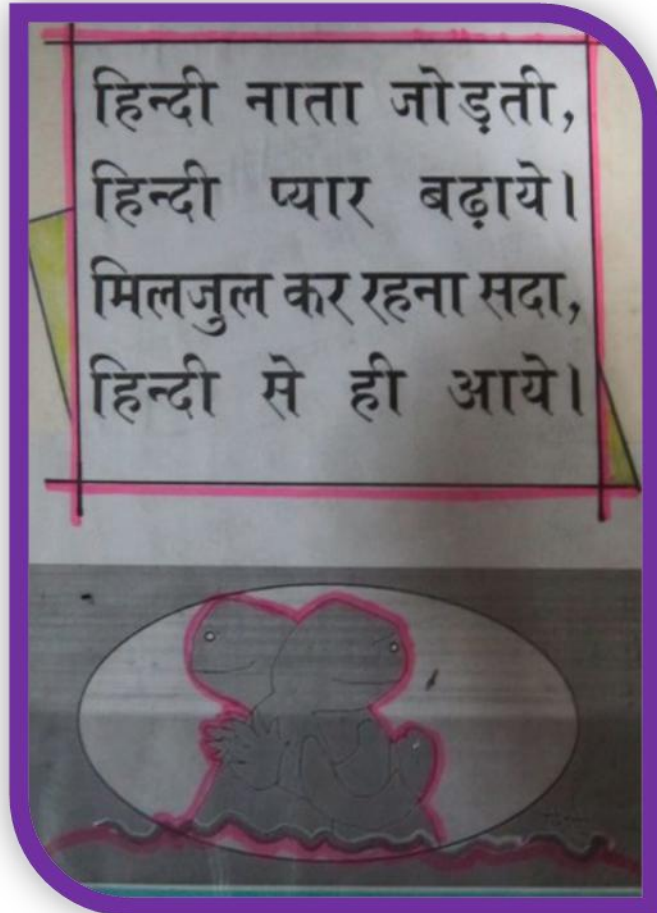 हिन्दी नाता जोड़ती,
हिन्दी प्यार बढ़ाये।
मिलजुल कर रहना सदा,
हिन्दी से ही आये।